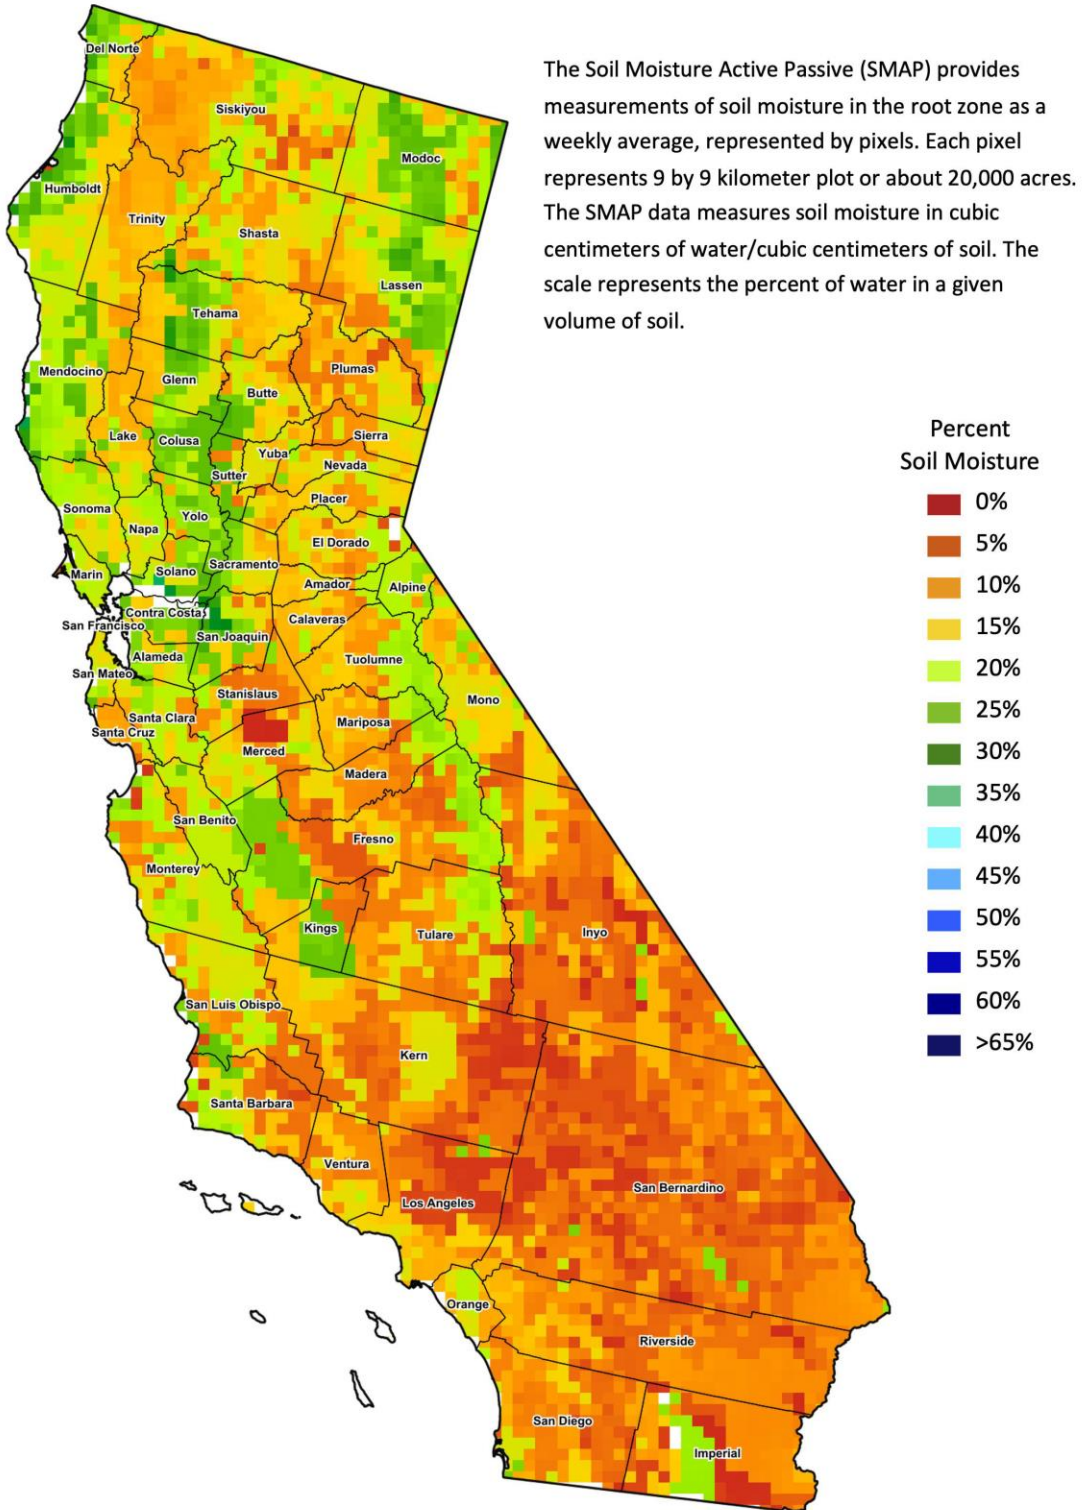 The Soil Moisture Active Passive (SMAP) provides
measurements of soil moisture in the root zone as a
weekly average, represented by pixels. Each pixel
represents 9 by 9 kilometer plot or about 20,000 acres.
The SMAP data measures soil moisture in cubic
centimeters of water/cubic centimeters of soil. The
scale represents the percent of water in a given
volume of soil.
Del Norte
Siskiyou
Modoc
Humboldt
Trinity
Shasta
Lassen
Tehama
Mendocino
Glenn
Plumas
Butte
Lake
Colusa
Sierra
Yuba
Nevada
Sutter
Placer
Sonoma
Yolo
Napa
El Dorado
Sacramento
Solano
Marin
Amador
Alpine
Contra Costa
Calaveras
San Francisco
San Joaquin
Alameda
Tuolumne
San Mateo
Stanislaus
Mono
Santa Clara
Mariposa
Santa Cruz
Merced
Madera
San Benito
Fresno
Monterey
Kings
Tulare
Inyo
San Luis Obispo
Kern
Santa Barbara
Ventura
San Bernardino
Los Angeles
Orange
Riverside
San Diego
Imperial
Percent
Soil Moisture
0%
5%
10%
15%
20%
25%
30%
35%
40%
45%
50%
55%
60%
>65%